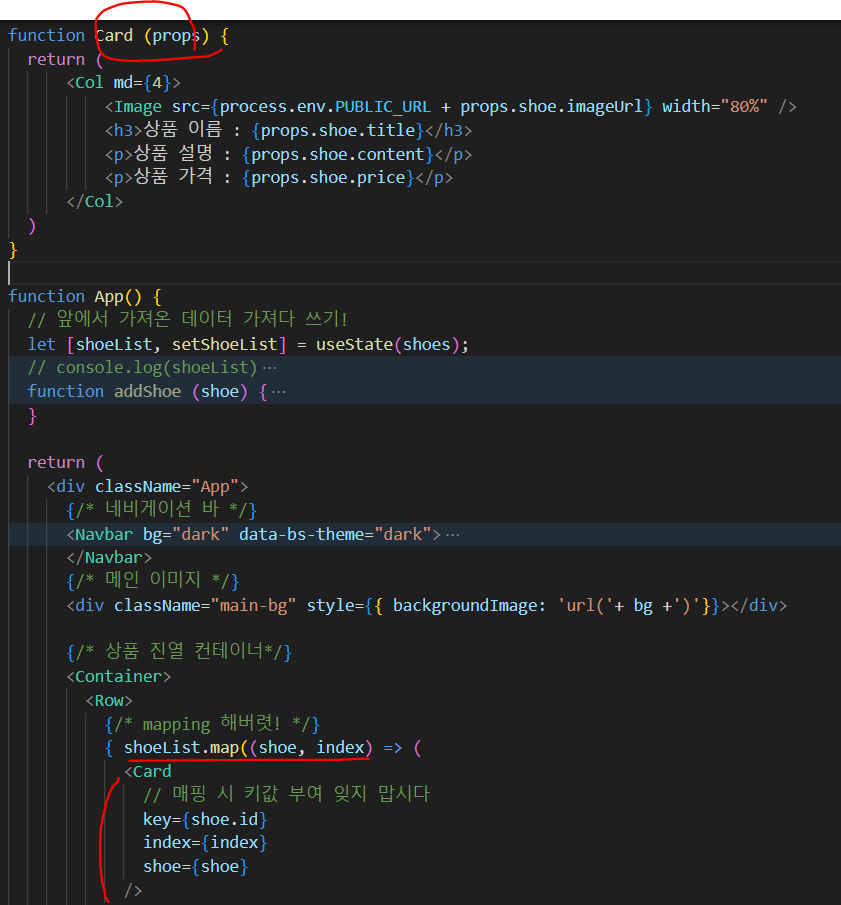 function Card (props) {
return (
<Col md={4}>
<Image src={process.env.PUBLIC_URL + props.shoe.imageUrl} width="80%" />
<h3>상품 이름 : {props.shoe.title}</h3>
<p>상품 설명 : {props.shoe.content}</p>
<p>상품 가격 : {props.shoe.price}</p>
</Col>
)
}
function App() {
// 앞에서 가져온 데이터 가져다 쓰기!
let [shoeList, setShoeList] = useState(shoes);
// console.log(shoeList) ⋯
function addShoe (shoe) { ⋯
}
return (
<div className="App">
{/* 네비게이션 바 */}
<Navbar bg="dark" data-bs-theme="dark"> ⋯
</Navbar>
{/* 메인 이미지 */}
<div className="main-bg" style={{ backgroundImage: 'url('+ bg +')'}}></div>
{/* 상품 진열 컨테이너*/}
<Container>
<Row>
{/* mapping 해버렷! */}
{ shoeList.map((shoe, index) => (
<Card
// 매핑 시 키값 부여 잊지 맙시다
key={shoe.id}
index={index}
shoe={shoe}
/>